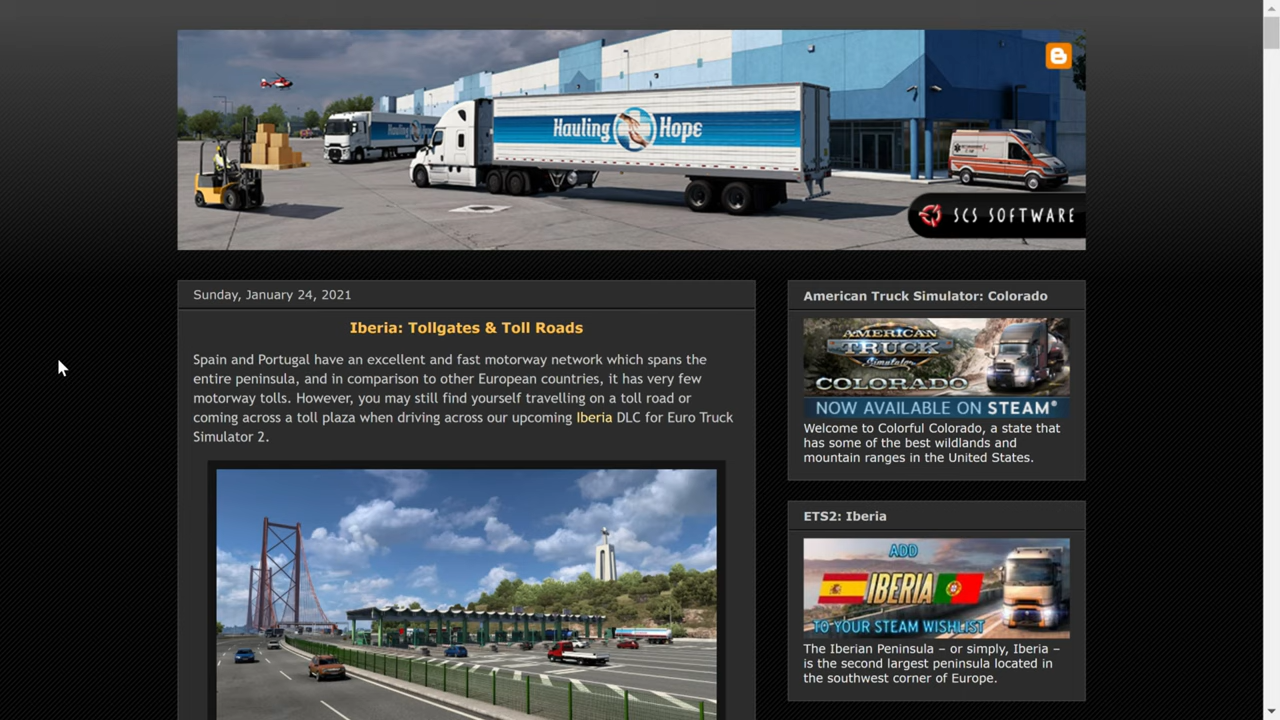 Hauling Hope
Hauling Hope
SCS SOFTWARE
Sunday, January 24, 2021
Iberia: Tollgates & Toll Roads
Spain and Portugal have an excellent and fast motorway network which spans the
entire peninsula, and in comparison to other European countries, it has very few
motorway tolls. However, you may still find yourself travelling on a toll road or
coming across a toll plaza when driving across our upcoming Iberia DLC for Euro Truck
Simulator 2.
American Truck Simulator: Colorado
AMERICAN
TRUCK
Simulator
COLORADO
NOW AVAILABLE ON STEAM®
Welcome to Colorful Colorado, a state that
has some of the best wildlands and
mountain ranges in the United States.
ETS2: Iberia
ADD
IBERIA
TO YOUR STEAM WISHLIST
The Iberian Peninsula – or simply, Iberia –
is the second largest peninsula located in
the southwest corner of Europe.